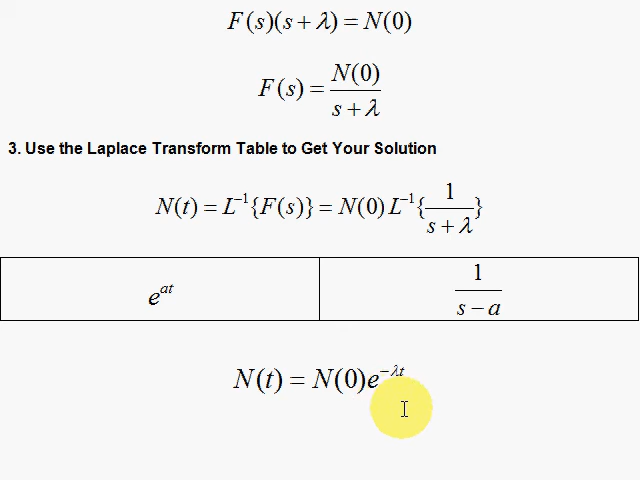 F(s)(s + λ) = N(0)
F(s) = N(0) / (s + λ)
3. Use the Laplace Transform Table to Get Your Solution
N(t) = L⁻¹{F(s)} = N(0) L⁻¹{1 / (s + λ)}
e^{at} 1 / (s − a)
N(t) = N(0)e^{−λt}